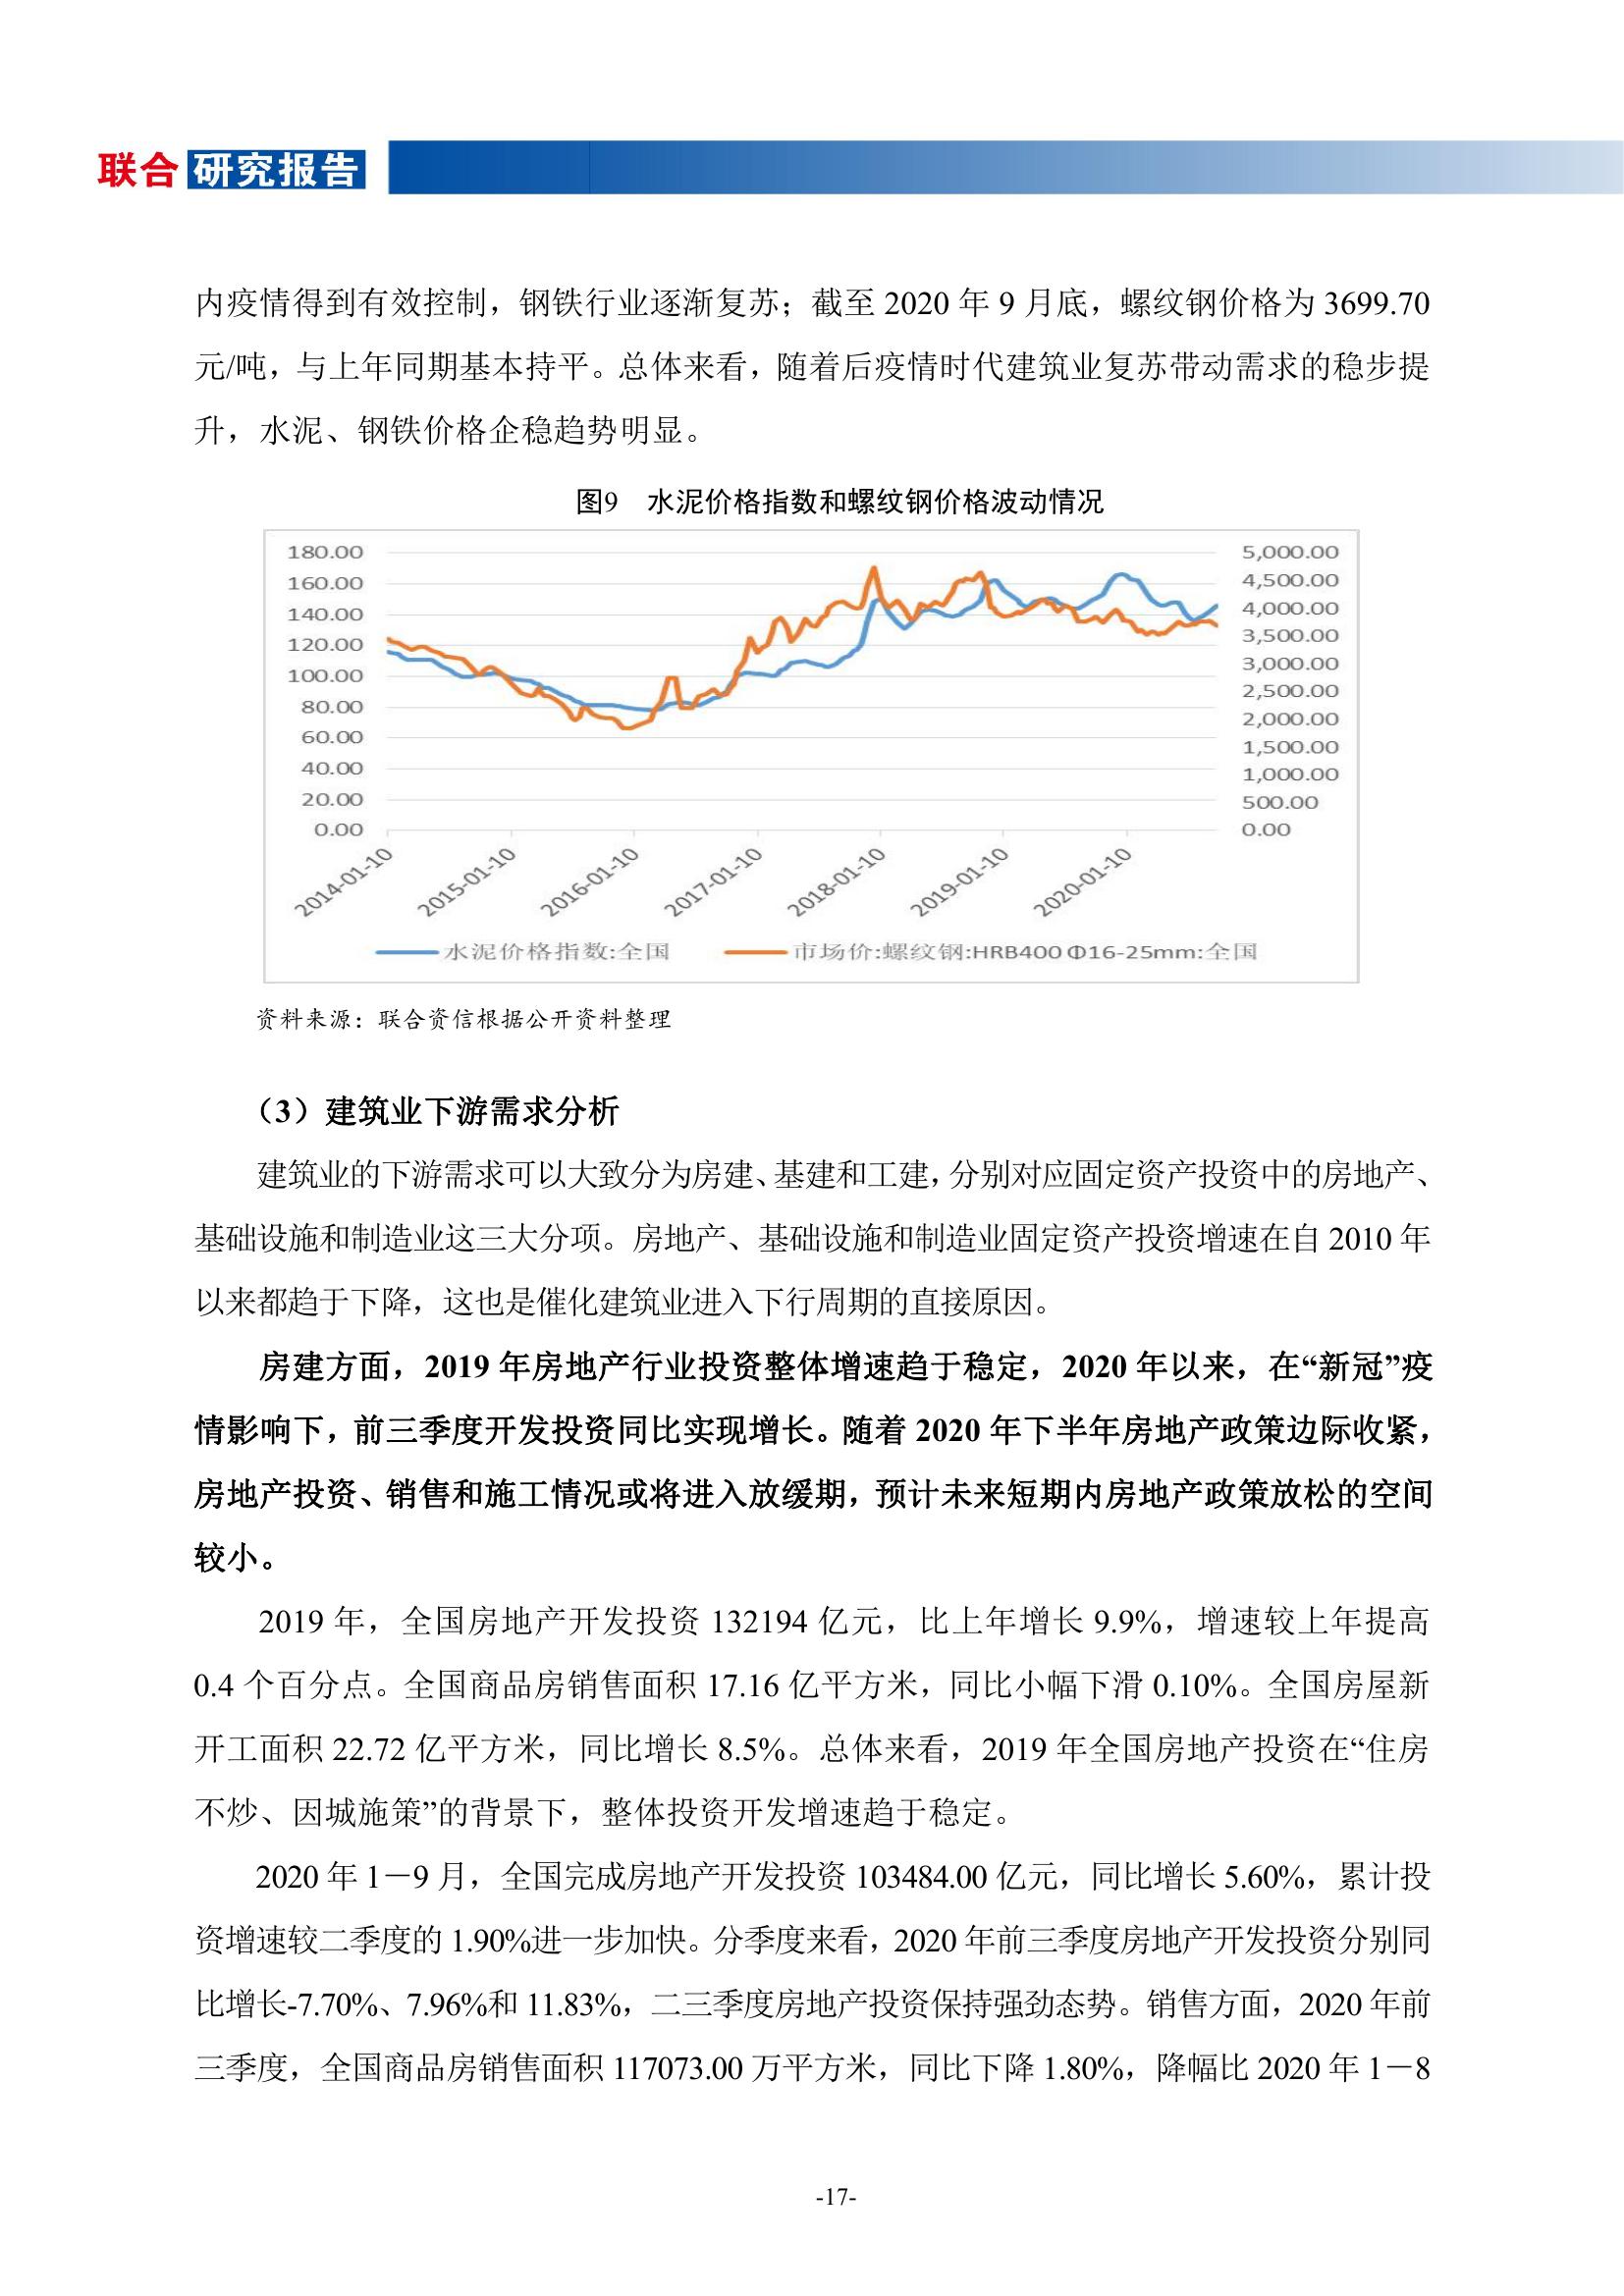 联合 研究报告
内疫情得到有效控制，钢铁行业逐渐复苏；截至 2020 年 9 月底，螺纹钢价格为 3699.70
元/吨，与上年同期基本持平。总体来看，随着后疫情时代建筑业复苏带动需求的稳步提
升，水泥、钢铁价格企稳趋势明显。
图9 水泥价格指数和螺纹钢价格波动情况
180.00
160.00
140.00
120.00
100.00
80.00
60.00
40.00
20.00
0.00
5,000.00
4,500.00
4,000.00
3,500.00
3,000.00
2,500.00
2,000.00
1,500.00
1,000.00
500.00
0.00
2014-01-10
2015-01-10
2016-01-10
2017-01-10
2018-01-10
2019-01-10
2020-01-10
水泥价格指数:全国
市场价:螺纹钢:HRB400 Φ16-25mm:全国
资料来源：联合资信根据公开资料整理
（3）建筑业下游需求分析
建筑业的下游需求可以大致分为房建、基建和工建，分别对应固定资产投资中的房地产、
基础设施和制造业这三大分项。房地产、基础设施和制造业固定资产投资增速在自 2010 年
以来都趋于下降，这也是催化建筑业进入下行周期的直接原因。
房建方面，2019 年房地产行业投资整体增速趋于稳定，2020 年以来，在“新冠”疫
情影响下，前三季度开发投资同比实现增长。随着 2020 年下半年房地产政策边际收紧，
房地产投资、销售和施工情况或将进入放缓期，预计未来短期内房地产政策放松的空间
较小。
2019 年，全国房地产开发投资 132194 亿元，比上年增长 9.9%，增速较上年提高
0.4 个百分点。全国商品房销售面积 17.16 亿平方米，同比小幅下滑 0.10%。全国房屋新
开工面积 22.72 亿平方米，同比增长 8.5%。总体来看，2019 年全国房地产投资在“住房
不炒、因城施策”的背景下，整体投资开发增速趋于稳定。
2020 年 1－9 月，全国完成房地产开发投资 103484.00 亿元，同比增长 5.60%，累计投
资增速较二季度的 1.90%进一步加快。分季度来看，2020 年前三季度房地产开发投资分别同
比增长-7.70%、7.96%和 11.83%，二三季度房地产投资保持强劲态势。销售方面，2020 年前
三季度，全国商品房销售面积 117073.00 万平方米，同比下降 1.80%，降幅比 2020 年 1－8
-17-